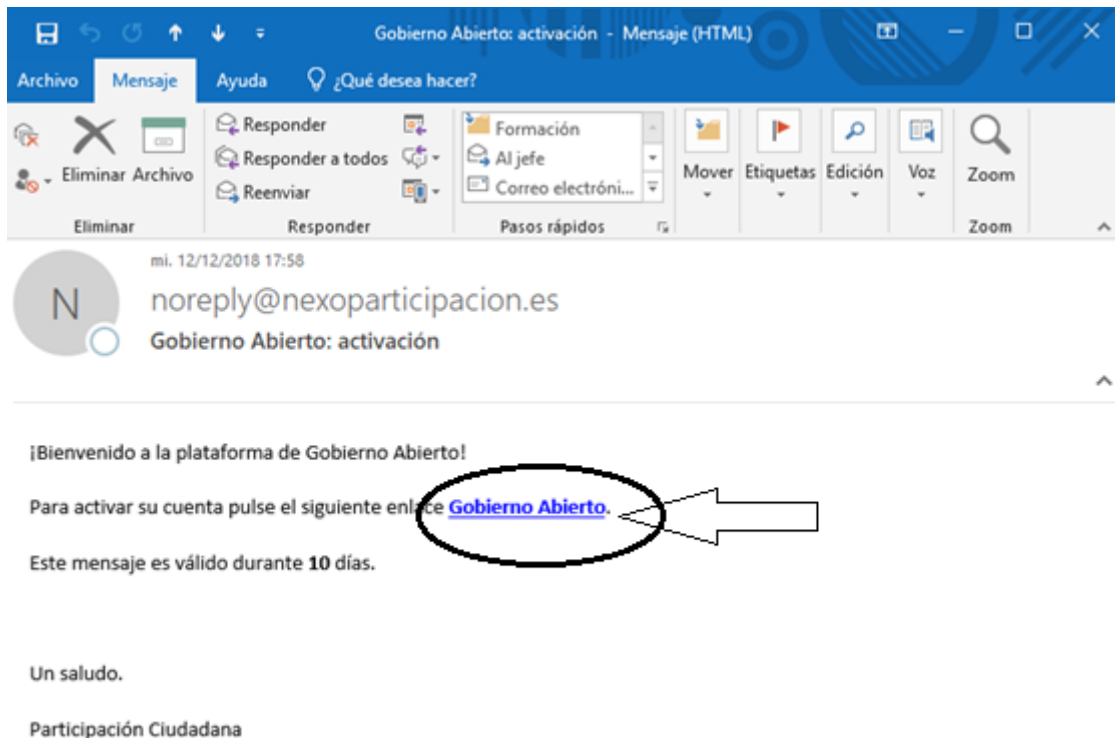 Gobierno Abierto: activación - Mensaje (HTML)
Archivo Mensaje Ayuda ¿Qué desea hacer?
Responder
Responder a todos
Reenviar
Eliminar Archivo
Formación
Al jefe
Correo electróni...
Mover Etiquetas Edición Voz Zoom
Eliminar Responder Pasos rápidos Zoom
mi. 12/12/2018 17:58
N
noreply@nexoparticipacion.es
Gobierno Abierto: activación
¡Bienvenido a la plataforma de Gobierno Abierto!
Para activar su cuenta pulse el siguiente enlace Gobierno Abierto.
Este mensaje es válido durante 10 días.
Un saludo.
Participación Ciudadana